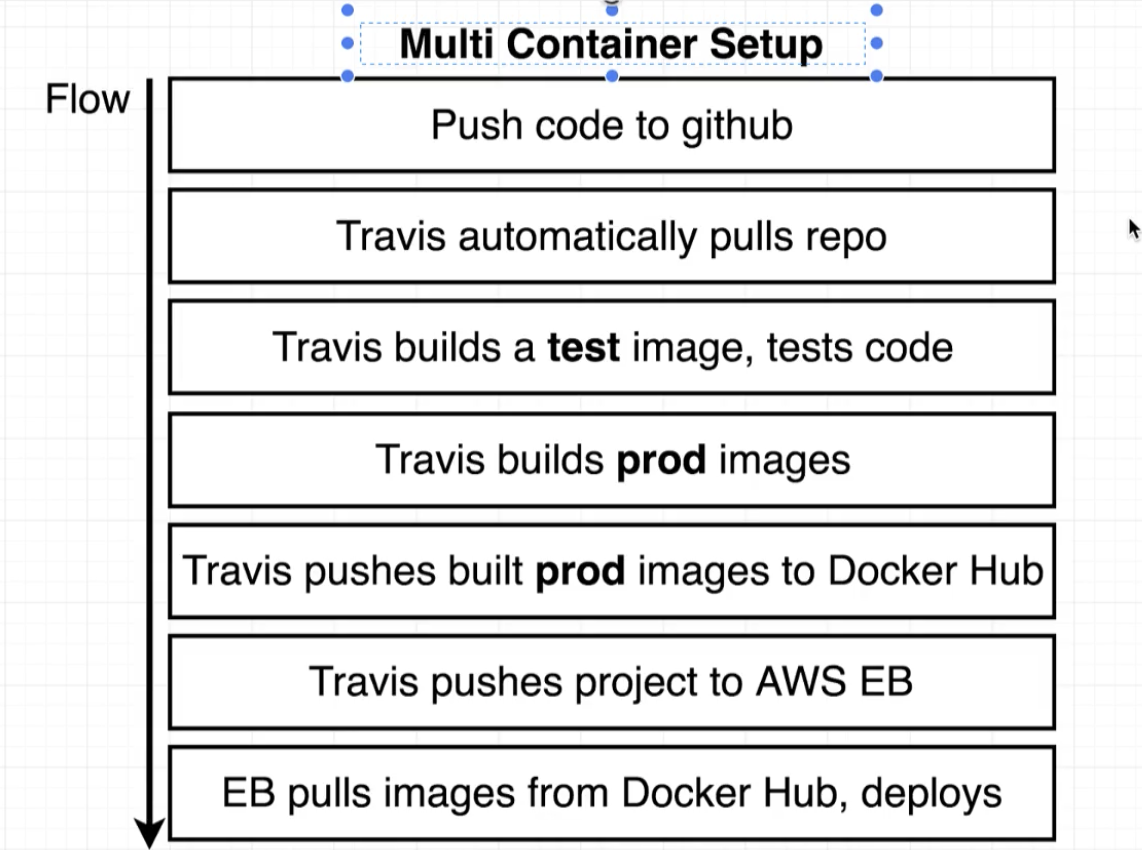 Multi Container Setup
Flow
Push code to github
Travis automatically pulls repo
Travis builds a test image, tests code
Travis builds prod images
Travis pushes built prod images to Docker Hub
Travis pushes project to AWS EB
EB pulls images from Docker Hub, deploys